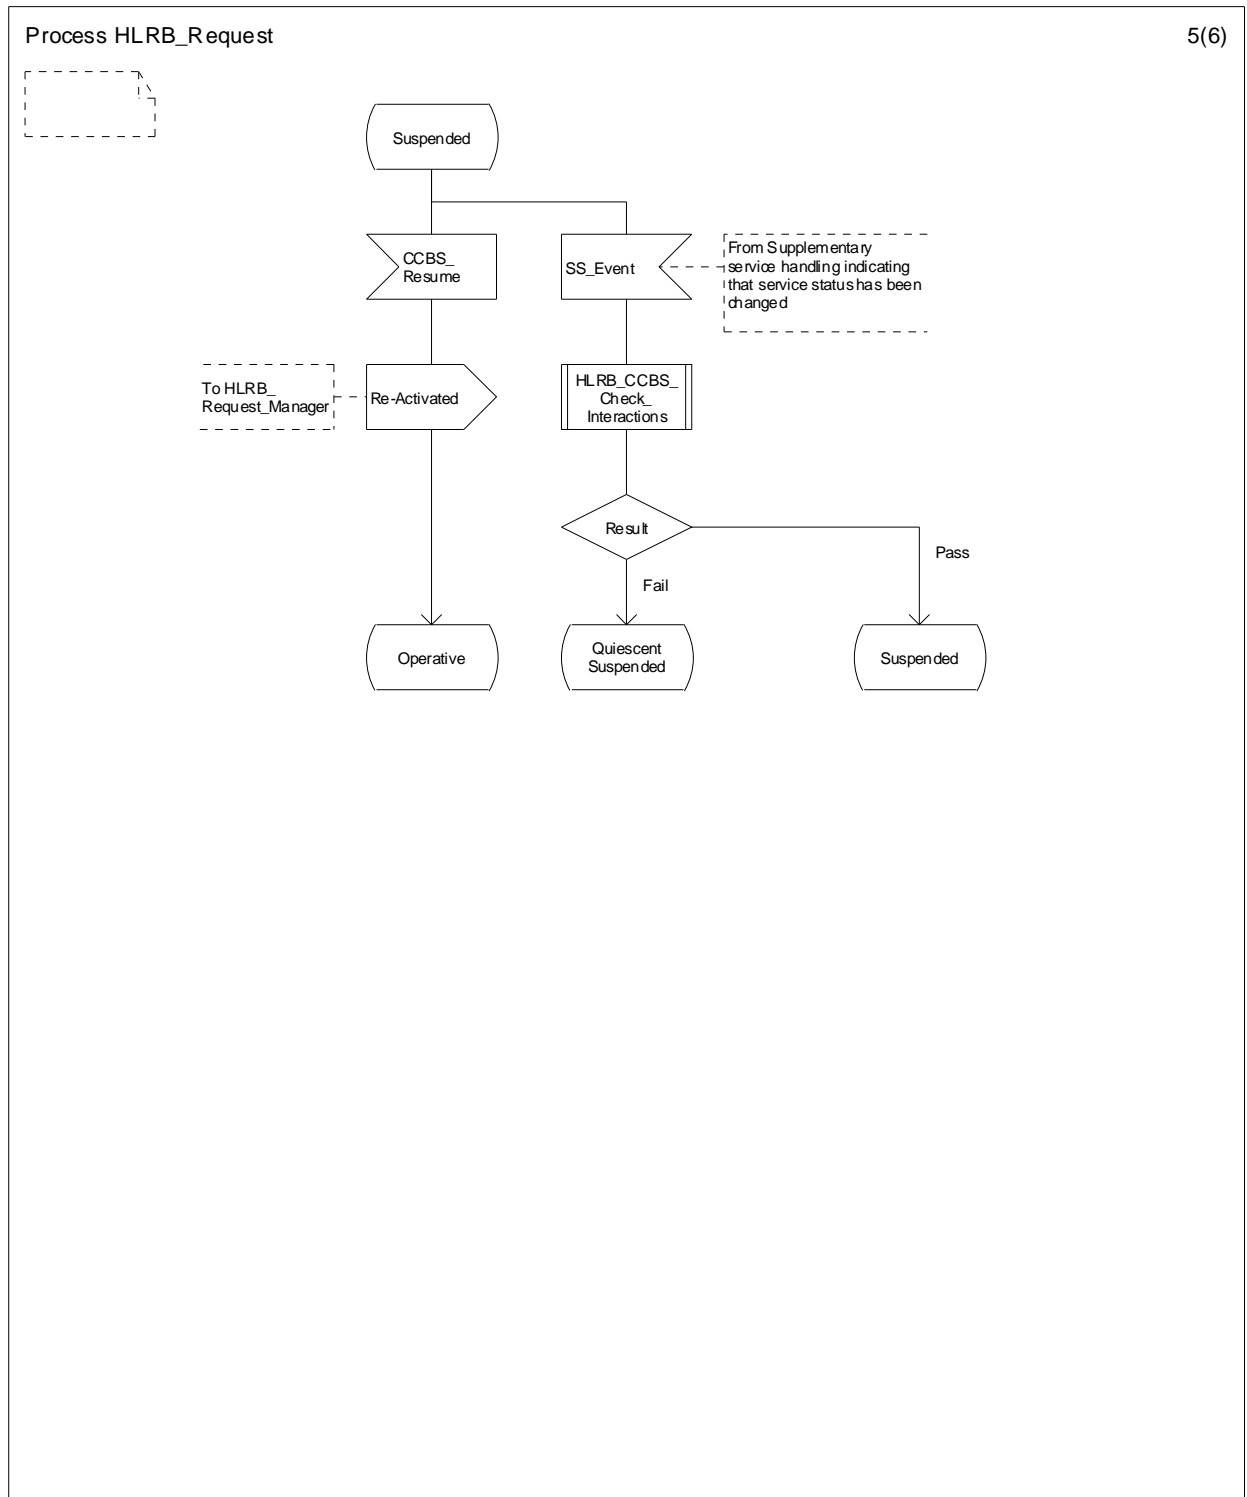 Process HLRB_Request
5(6)
Suspended
CCBS_
Resume
SS_Event
From Supplementary
service handling indicating
that service status has been
changed
To HLRB_
Request_Manager
Re-Activated
HLRB_CCBS_
Check_
Interactions
Result
Pass
Fail
Operative
Quiescent
Suspended
Suspended